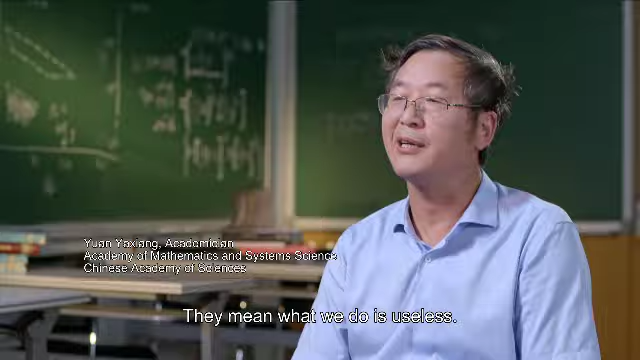 Yuan Yaxiang, Academician
Academy of Mathematics and Systems Science
Chinese Academy of Sciences
They mean what we do is useless.